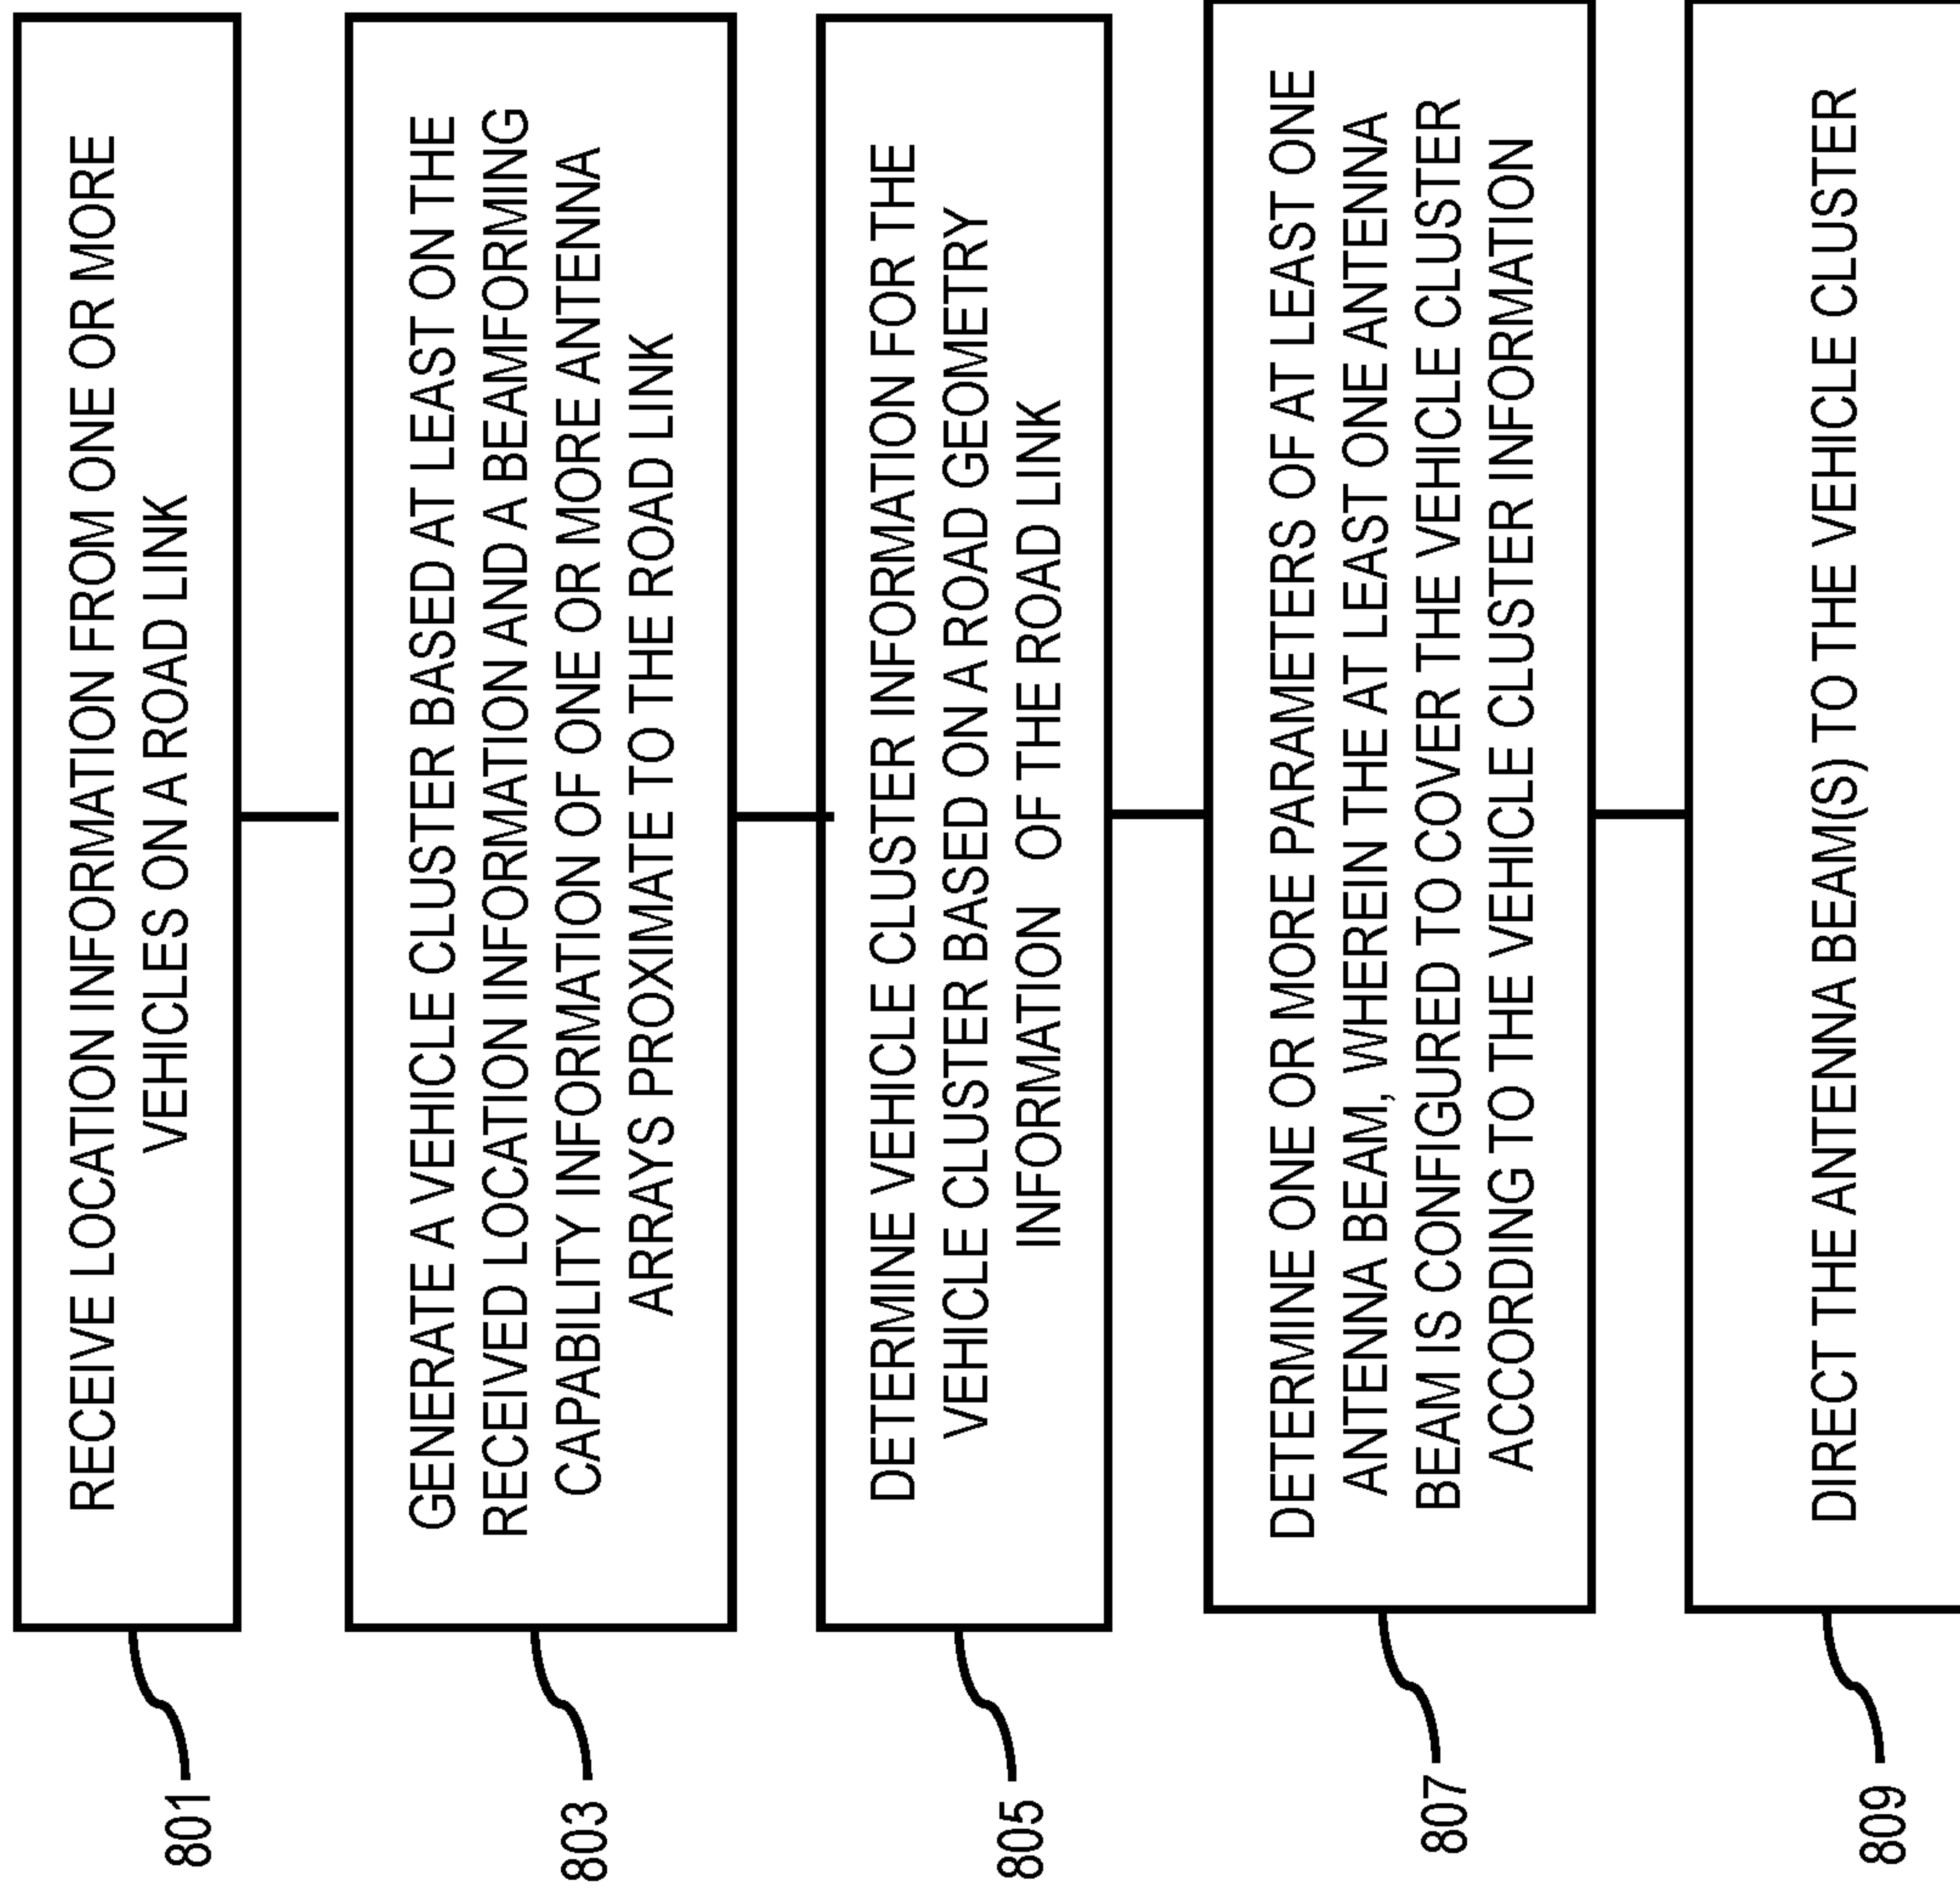 801
RECEIVE LOCATION INFORMATION FROM ONE OR MORE
VEHICLES ON A ROAD LINK
803
GENERATE A VEHICLE CLUSTER BASED AT LEAST ON THE
RECEIVED LOCATION INFORMATION AND A BEAMFORMING
CAPABILITY INFORMATION OF ONE OR MORE ANTENNA
ARRAYS PROXIMATE TO THE ROAD LINK
805
DETERMINE VEHICLE CLUSTER INFORMATION FOR THE
VEHICLE CLUSTER BASED ON A ROAD GEOMETRY
INFORMATION OF THE ROAD LINK
807
DETERMINE ONE OR MORE PARAMETERS OF AT LEAST ONE
ANTENNA BEAM, WHEREIN THE AT LEAST ONE ANTENNA
BEAM IS CONFIGURED TO COVER THE VEHICLE CLUSTER
ACCORDING TO THE VEHICLE CLUSTER INFORMATION
809
DIRECT THE ANTENNA BEAM(S) TO THE VEHICLE CLUSTER